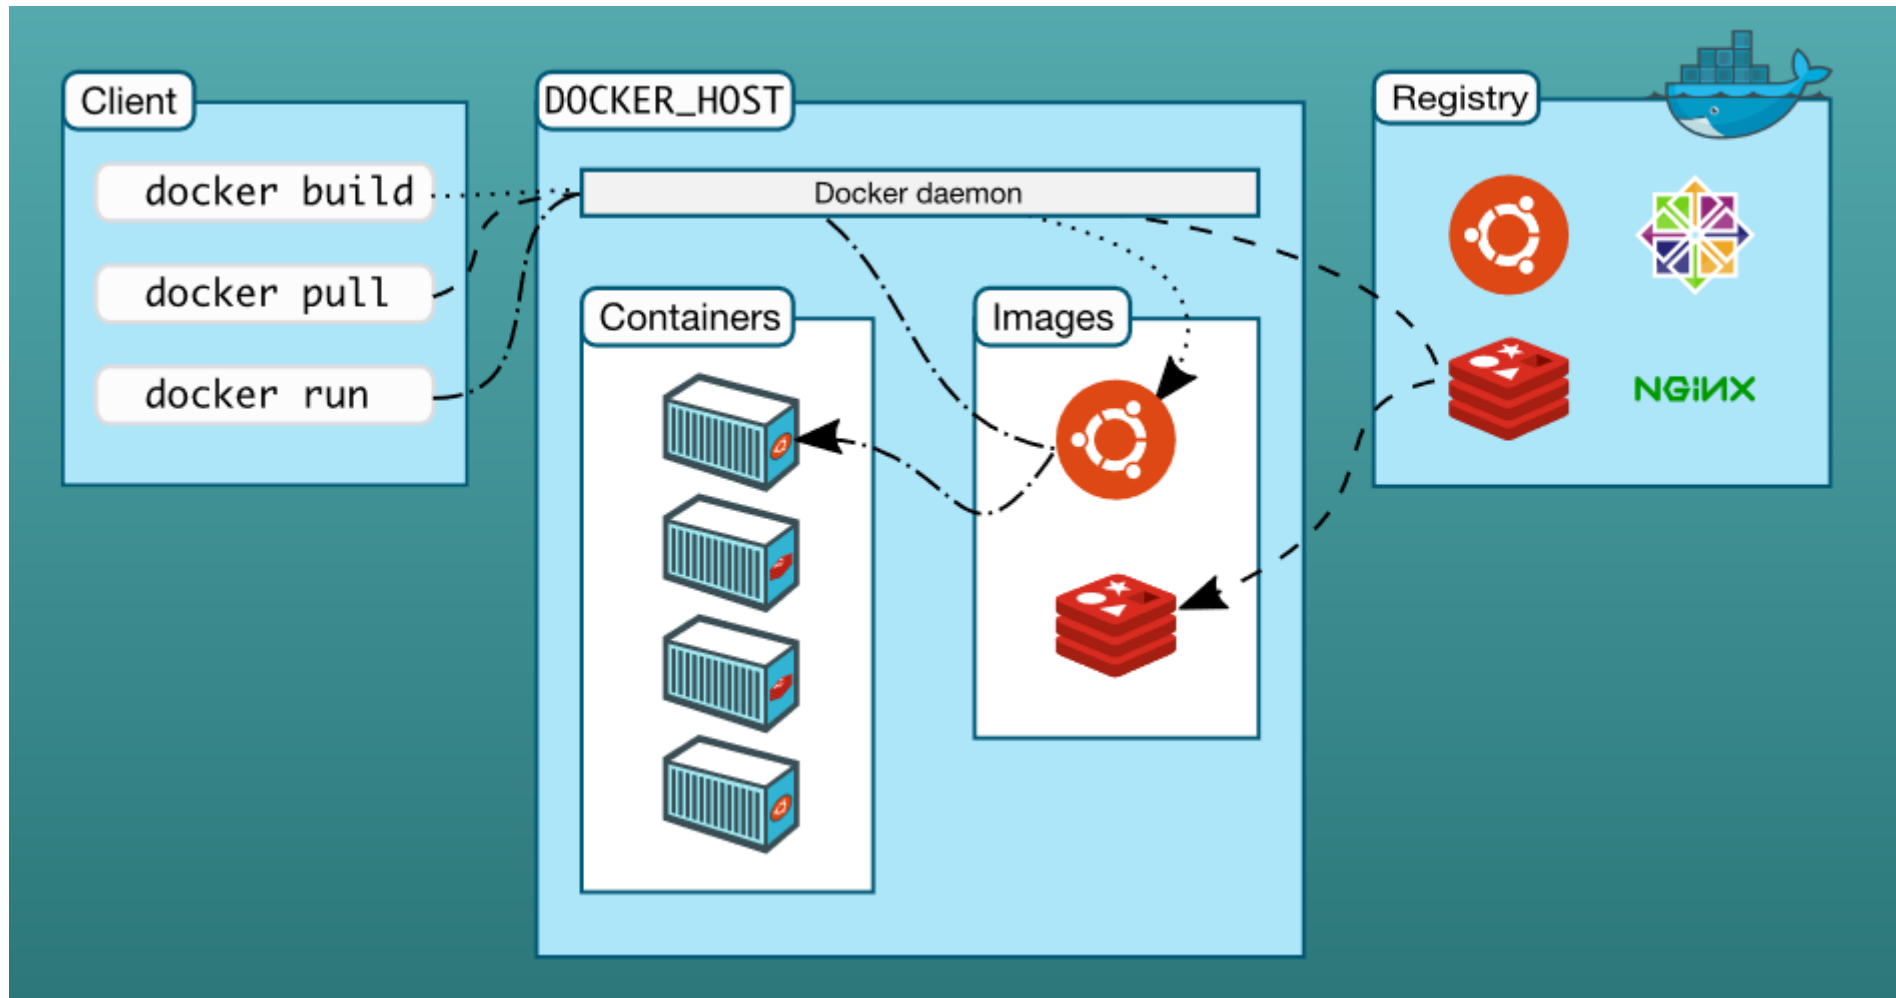 Client
docker build
docker pull
docker run
DOCKER_HOST
Docker daemon
Containers
Images
Registry
NGiNX